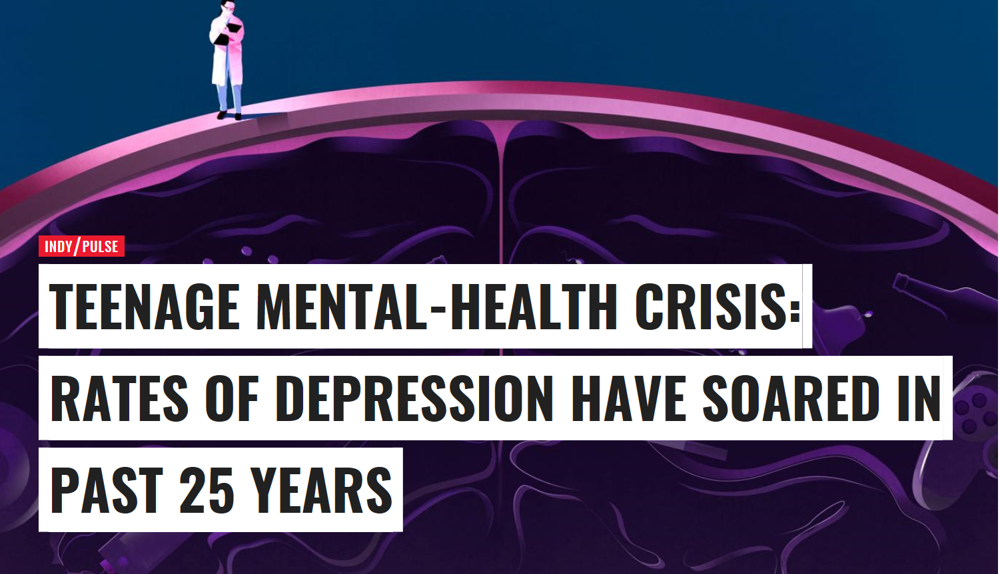 INDY/PULSE
TEENAGE MENTAL-HEALTH CRISIS:
RATES OF DEPRESSION HAVE SOARED IN
PAST 25 YEARS